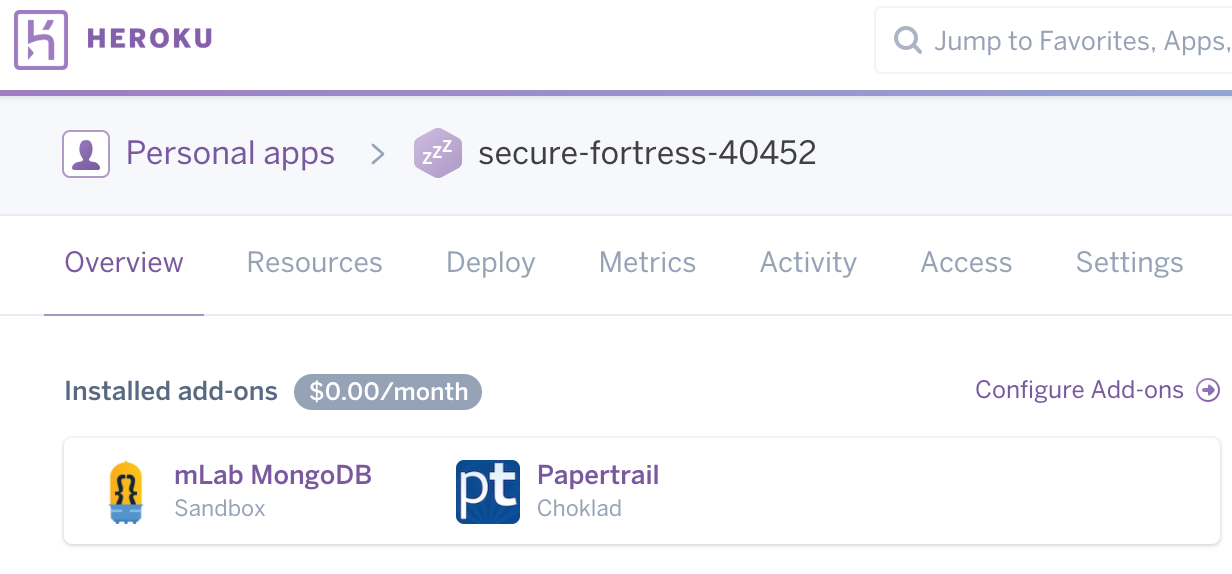 HEROKU
Jump to Favorites, Apps,
Personal apps > zzz secure-fortress-40452
Overview Resources Deploy Metrics Activity Access Settings
Installed add-ons $0.00/month Configure Add-ons
mLab MongoDB pt Papertrail
Sandbox Choklad